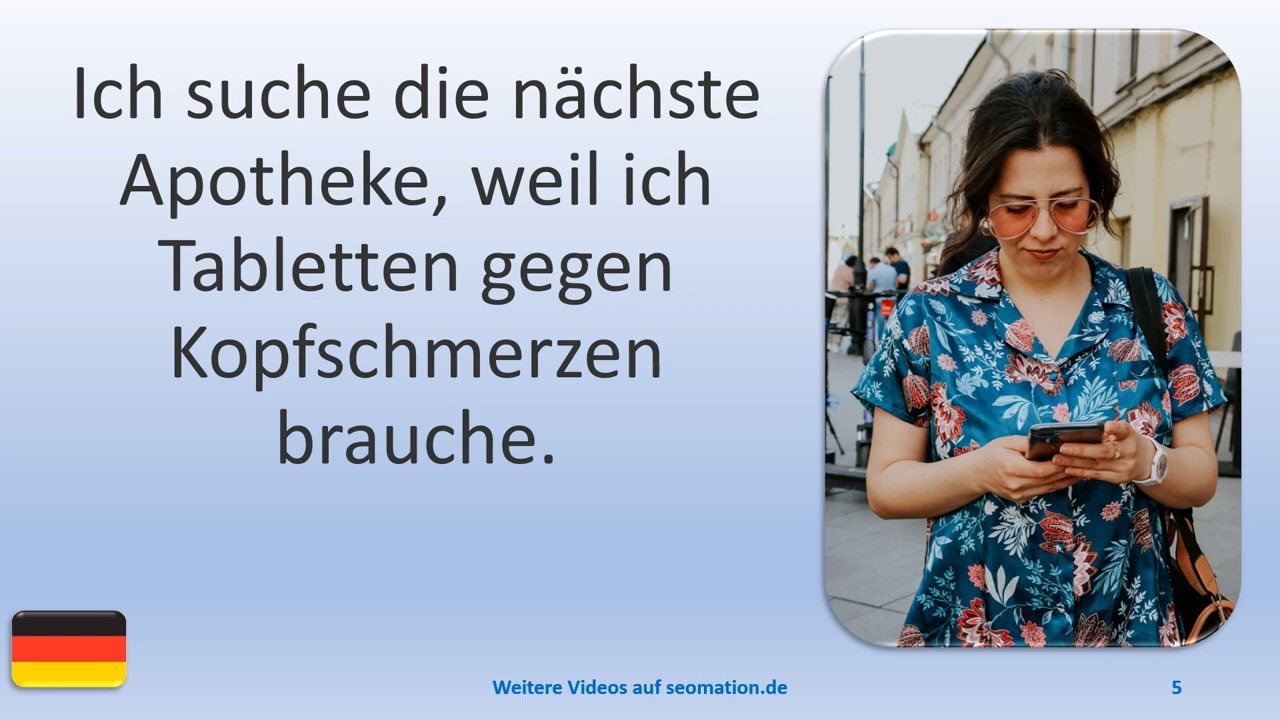 Ich suche die nächste
Apotheke, weil ich
Tabletten gegen
Kopfschmerzen
brauche.
Weitere Videos auf seomation.de
5